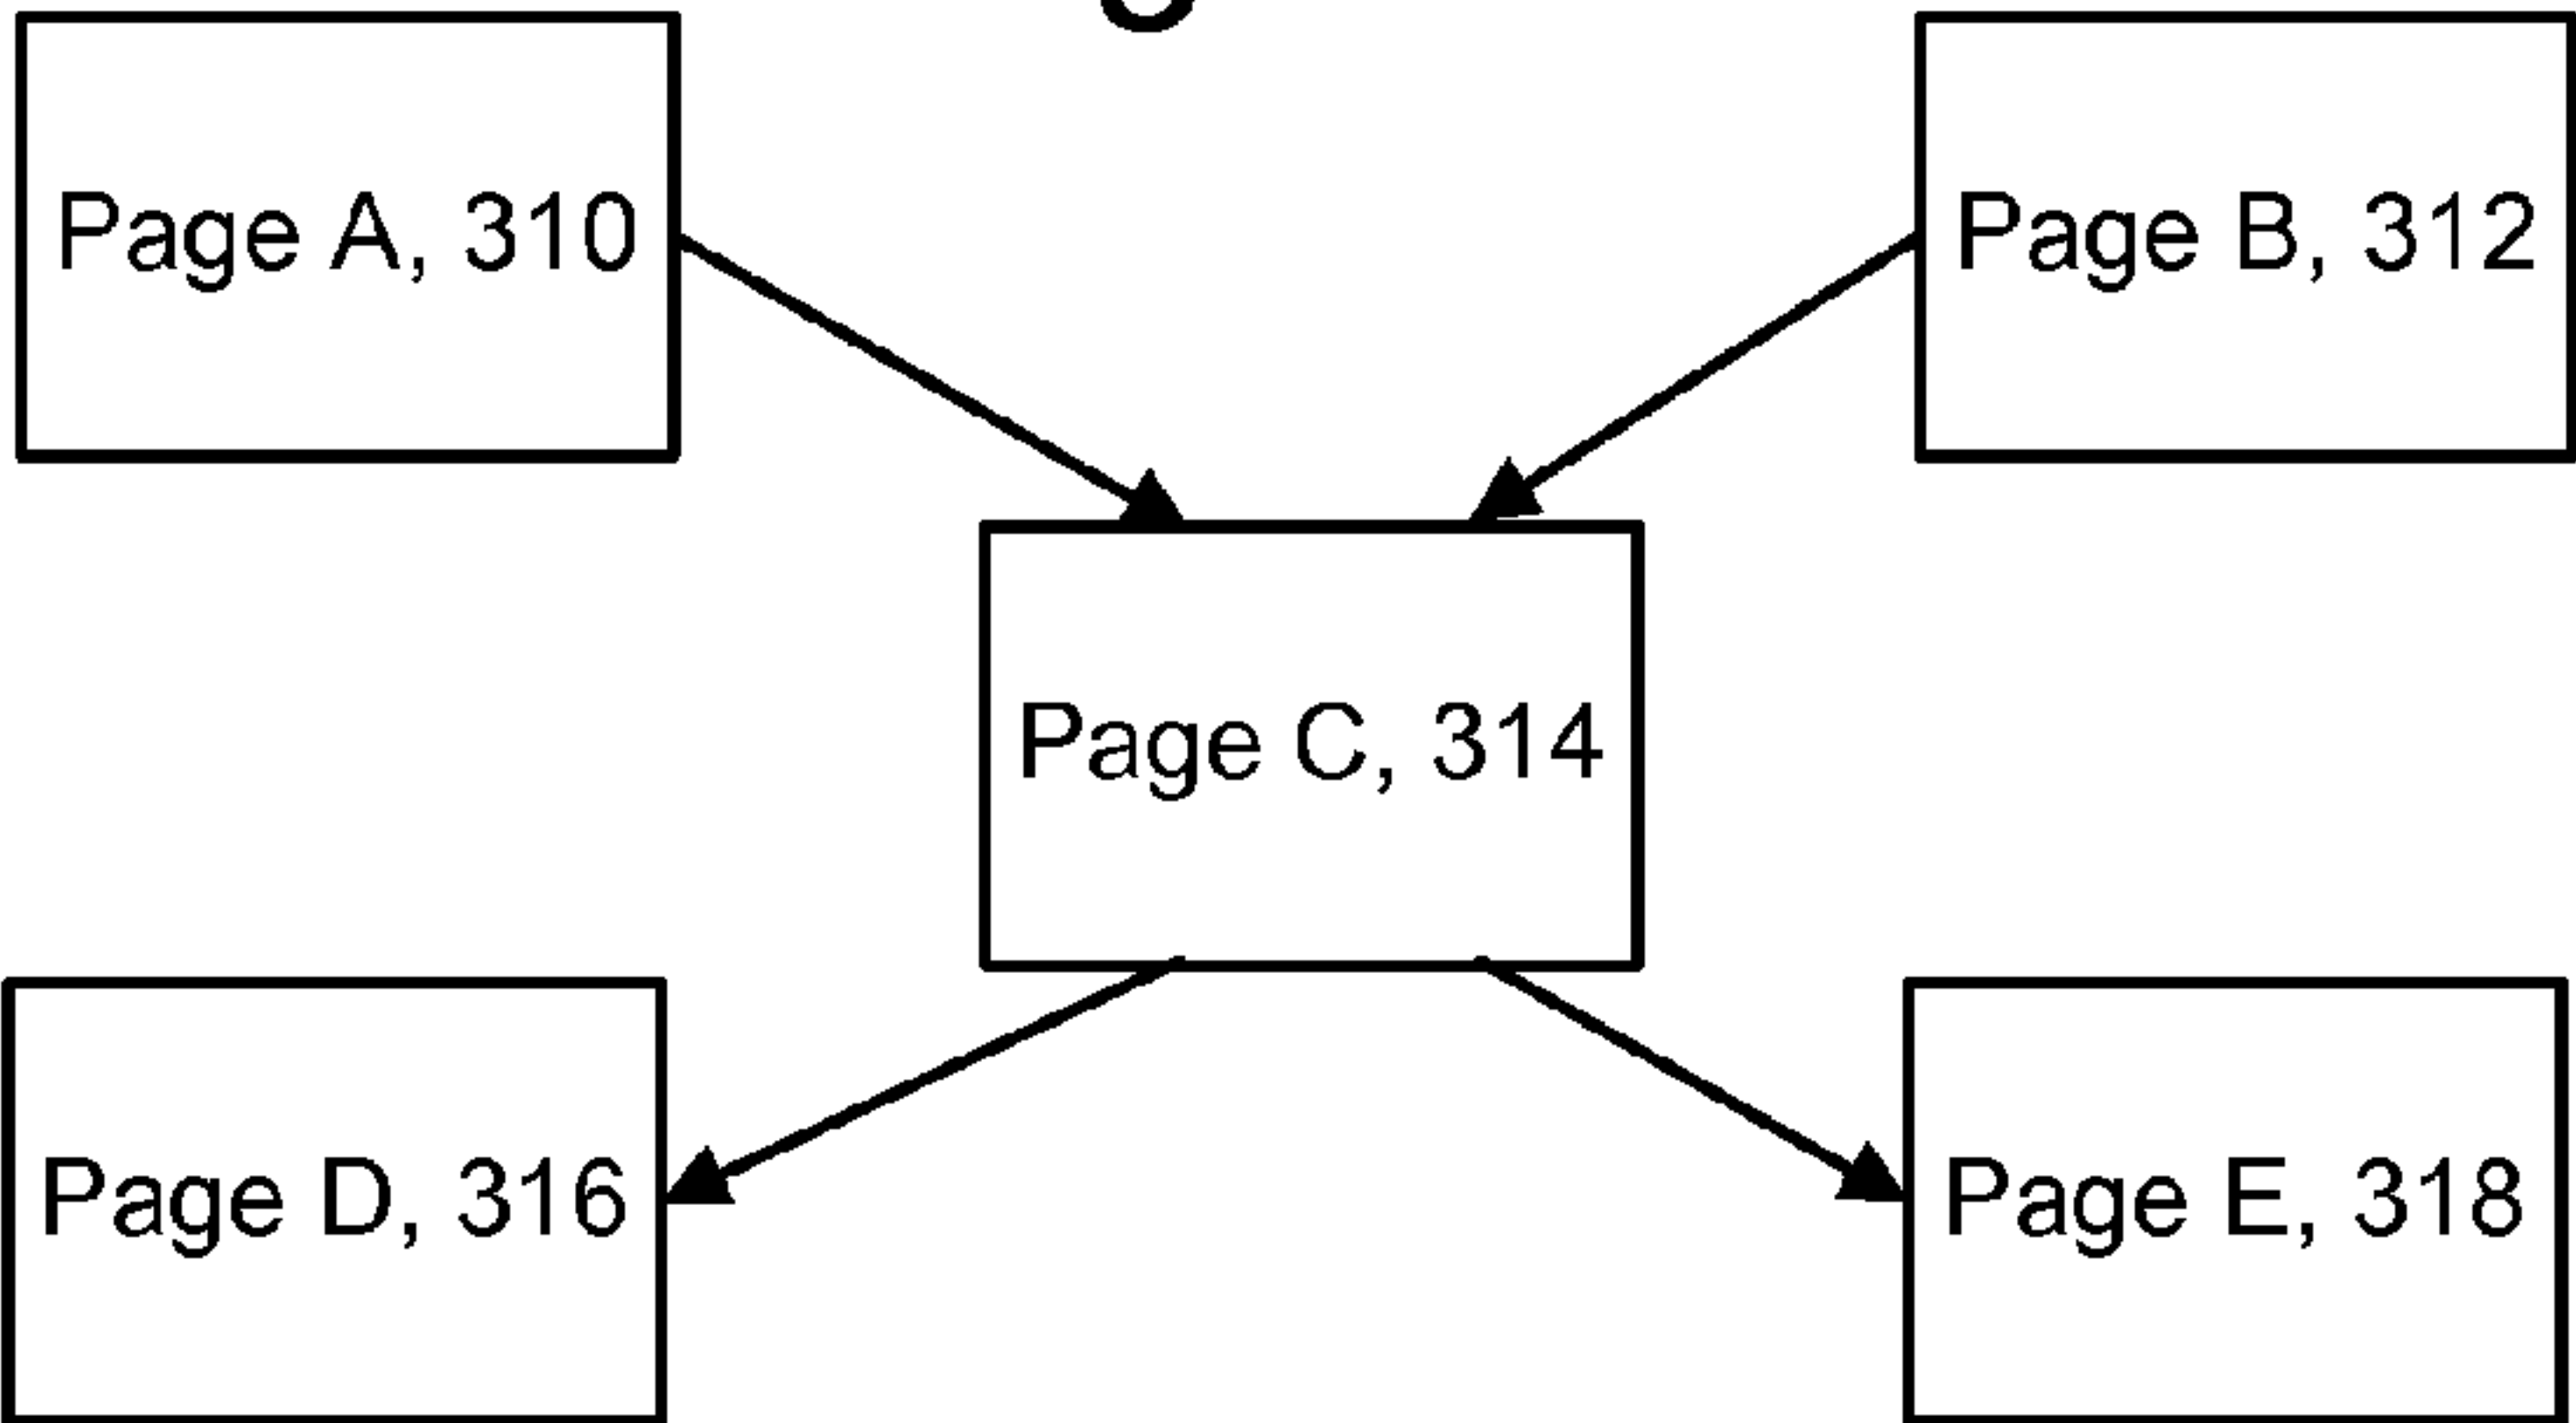 Page A, 310
Page B, 312
Page C, 314
Page D, 316
Page E, 318